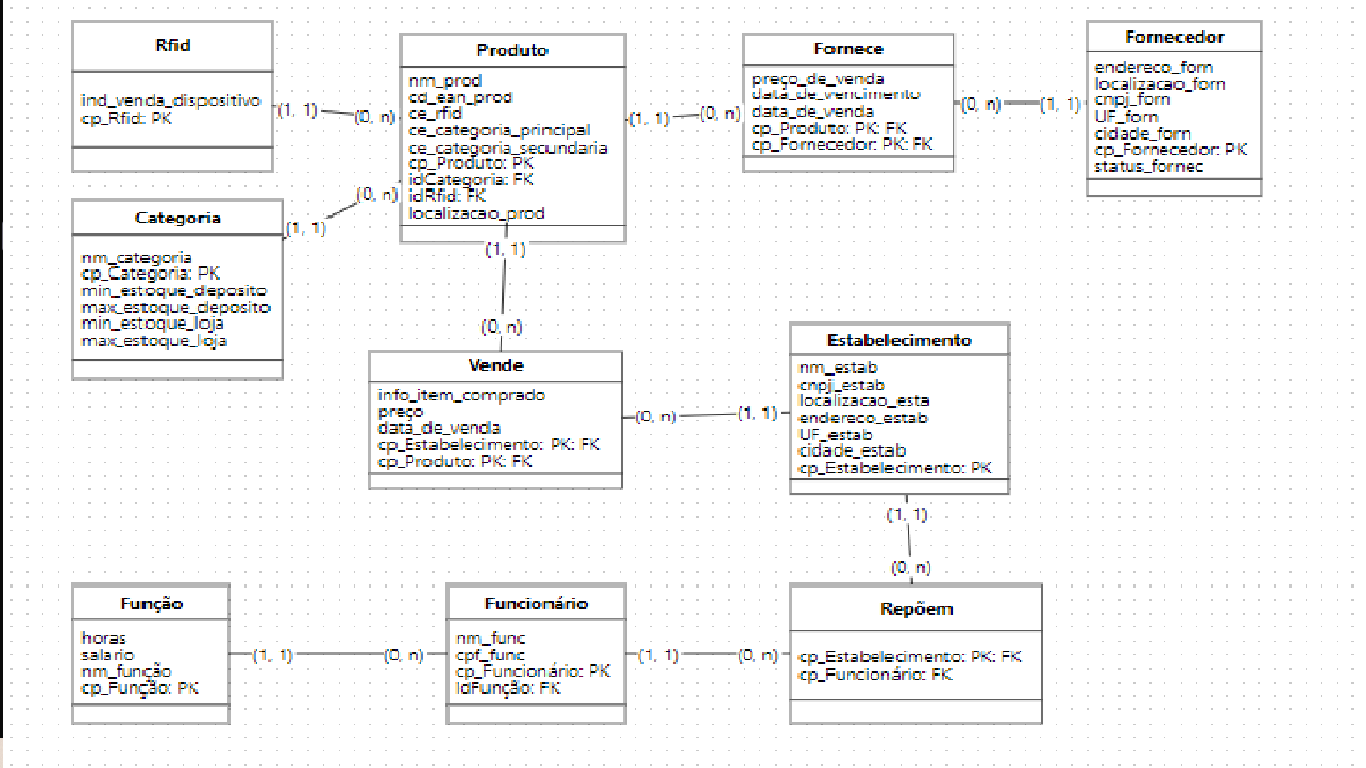 Rfid
ind_venda_dispositivo
cp_Rfid: PK
(1, 1)
(0, n)
Produto
nm_prod
cd_ean_prod
ce_rfid
ce_categoria_principal
ce_categoria_secundaria
cp_Produto: PK
idCategoria: FK
idRfid: FK
localizacao_prod
(1, 1)
(0, n)
Fornece
preço_de_venda
data_de_vencimento
data_de_venda
cp_Produto: PK: FK
cp_Fornecedor: PK: FK
(0, n)
(1, 1)
Fornecedor
endereco_forn
localizacao_forn
cnpj_forn
UF_forn
cidade_forn
cp_Fornecedor: PK
status_fornec
(0, n)
(1, 1)
Categoria
nm_categoria
cp_Categoria: PK
min_estoque_deposito
max_estoque_deposito
min_estoque_loja
max_estoque_loja
(1, 1)
(0, n)
Vende
info_item_comprado
preço
data_de_venda
cp_Estabelecimento: PK: FK
cp_Produto: PK: FK
(0, n)
(1, 1)
Estabelecimento
nm_estab
cnpj_estab
localizacao_esta
endereco_estab
UF_estab
cidade_estab
cp_Estabelecimento: PK
(1, 1)
(0, n)
Função
horas
salario
nm_função
cp_Função: PK
(1, 1)
(0, n)
Funcionário
nm_func
cpf_func
cp_Funcionário: PK
IdFunção: FK
(1, 1)
(0, n)
Repõem
cp_Estabelecimento: PK: FK
cp_Funcionário: FK